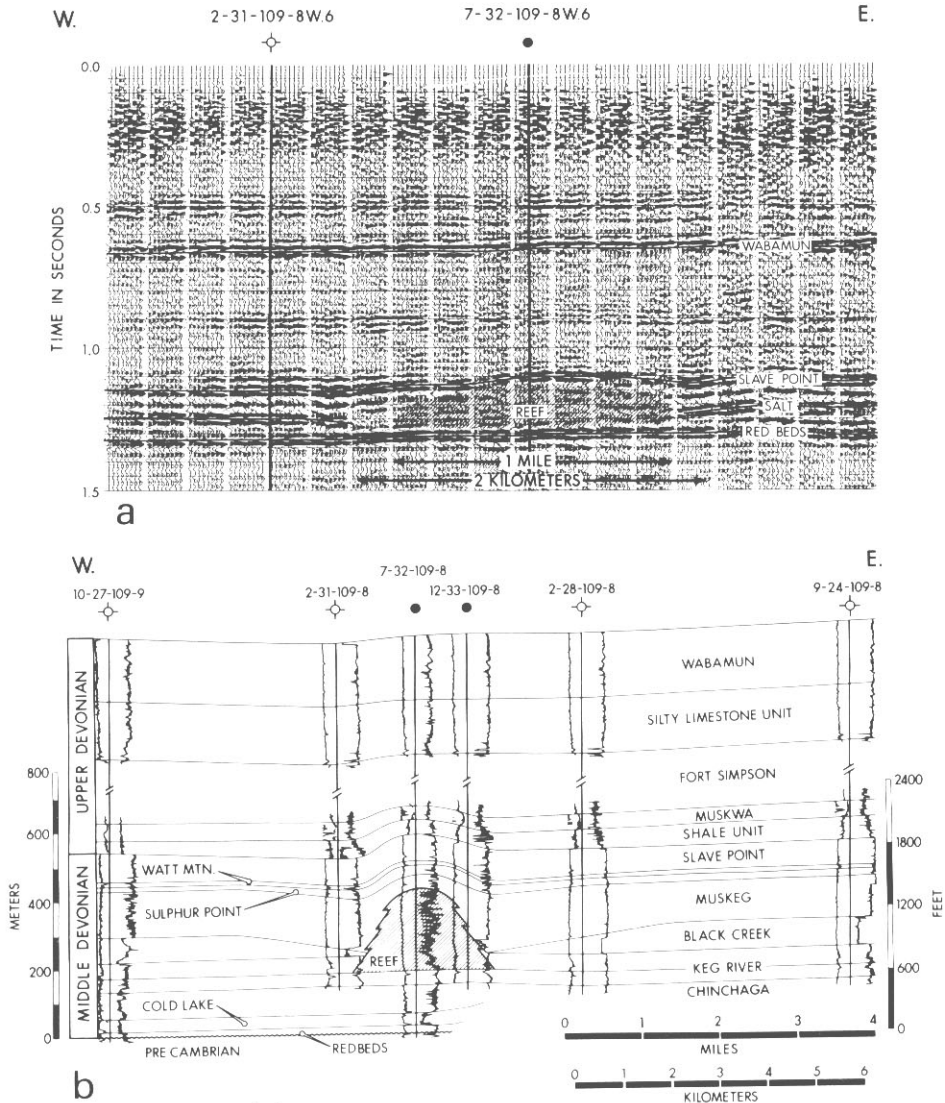 W.
E.
2-31-109-8W.6
7-32-109-8W.6
0.0
0.5
1.0
1.5
TIME IN SECONDS
WABAMUN
SLAVE POINT
REEF
SALT
RED BEDS
1 MILE
2 KILOMETERS
a
W.
E.
7-32-109-8
10-27-109-9
2-31-109-8
12-33-109-8
2-28-109-8
9-24-109-8
UPPER DEVONIAN
MIDDLE DEVONIAN
METERS
800
600
400
200
0
WABAMUN
SILTY LIMESTONE UNIT
FORT SIMPSON
MUSKWA
SHALE UNIT
SLAVE POINT
WATT MTN.
SULPHUR POINT
MUSKEG
BLACK CREEK
REEF
KEG RIVER
CHINCHAGA
COLD LAKE
PRE CAMBRIAN
REDBEDS
2400
1800
1200
600
0
FEET
0 1 2 3 4
MILES
0 1 2 3 4 5 6
KILOMETERS
b